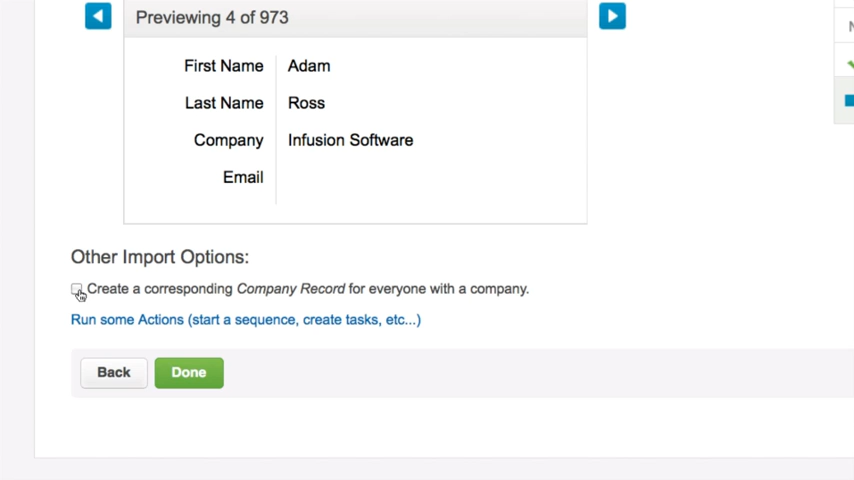 Previewing 4 of 973
First Name Adam
Last Name Ross
Company Infusion Software
Email
Other Import Options:
Create a corresponding Company Record for everyone with a company.
Run some Actions (start a sequence, create tasks, etc...)
Back Done